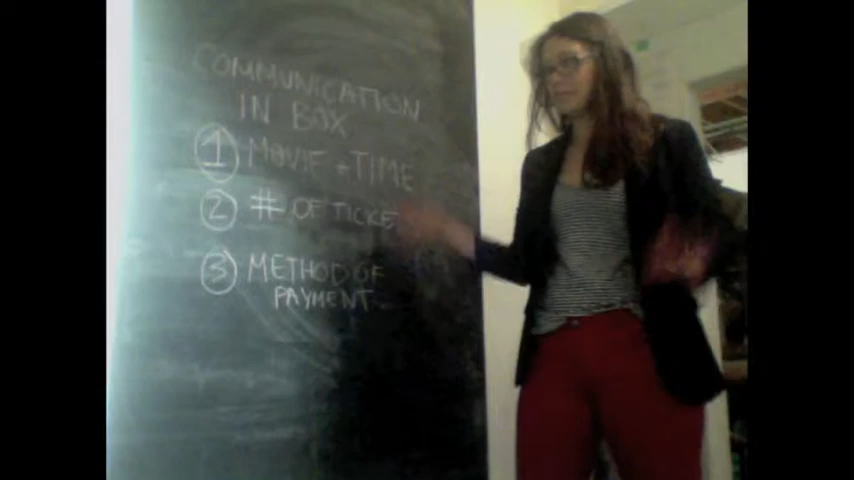 COMMUNICATION
IN BOX
1 MOVIE + TIME
2 # OF TICKE
3 METHOD OF
PAYMENT